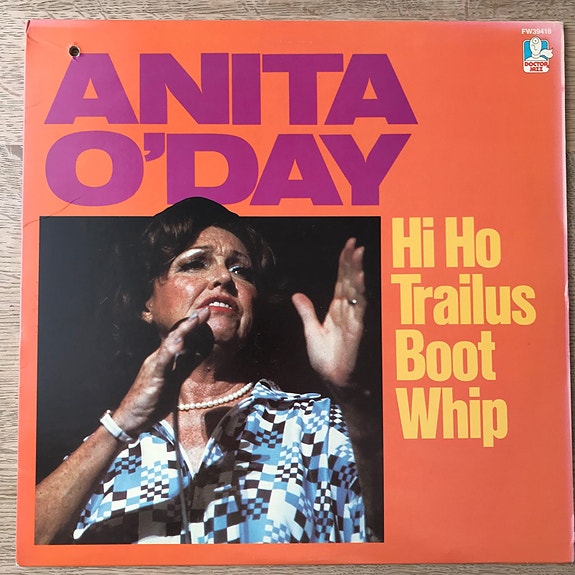 FW39419
DOCTOR
JAZZ
ANITA
O'DAY
Hi Ho
Trailus
Boot
Whip